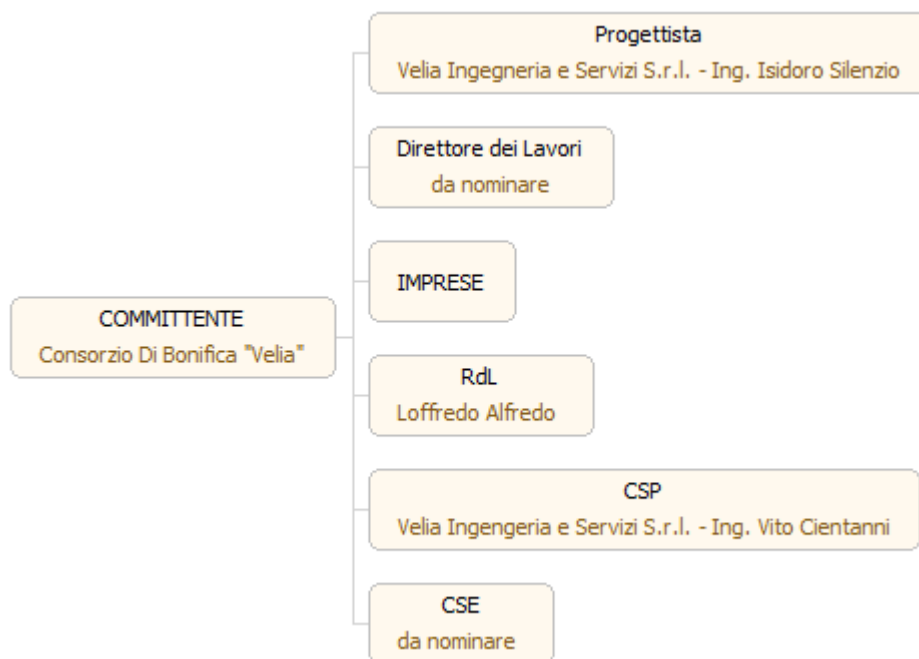 Progettista
Velia Ingegneria e Servizi S.r.l. - Ing. Isidoro Silenzio
Direttore dei Lavori
da nominare
IMPRESE
COMMITTENTE
Consorzio Di Bonifica "Velia"
RdL
Loffredo Alfredo
CSP
Velia Ingengeria e Servizi S.r.l. - Ing. Vito Cientanni
CSE
da nominare